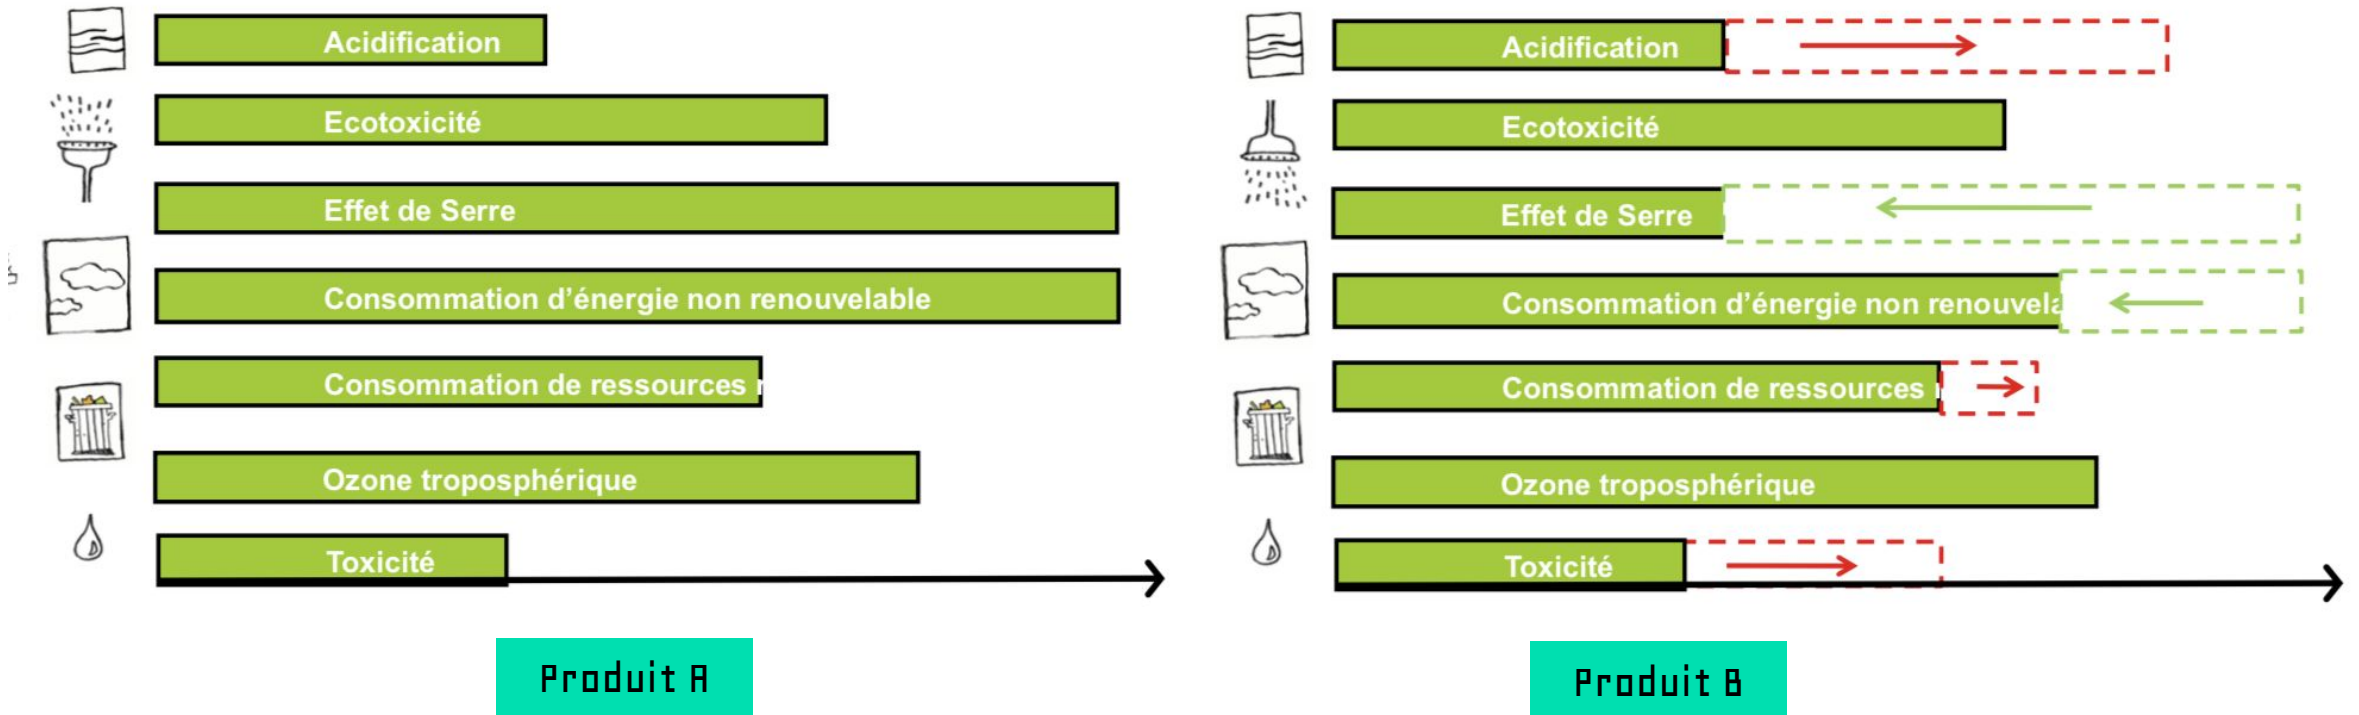 Acidification
Ecotoxicité
Effet de Serre
Consommation d'énergie non renouvelable
Consommation de ressources
Ozone troposphérique
Toxicité
Produit A
Acidification
Ecotoxicité
Effet de Serre
Consommation d'énergie non renouvela
Consommation de ressources
Ozone troposphérique
Toxicité
Produit B